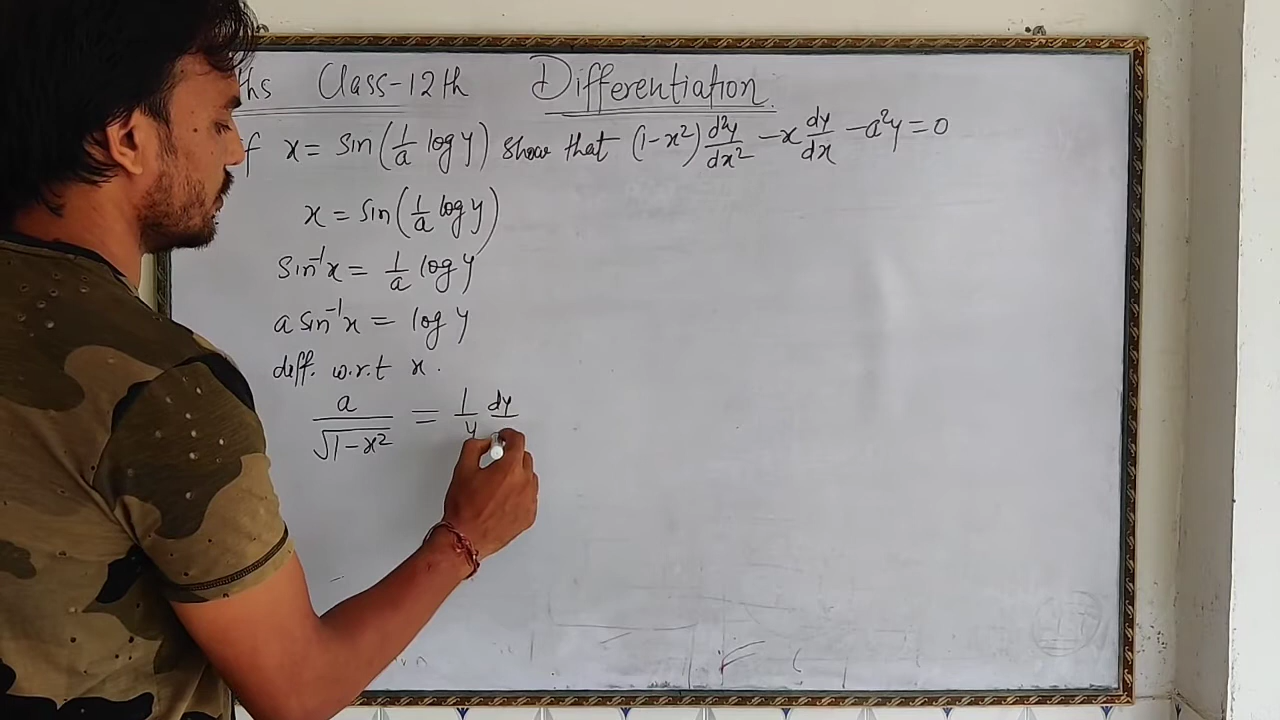 ths Class-12th Differentiation
f x = sin(1/a log y) show that (1-x²) d²y/dx² - x dy/dx - a²y = 0
x = sin(1/a log y)
sin⁻¹x = 1/a log y
a sin⁻¹x = log y
diff. w.r.t x.
a/√1-x² = 1/y dy